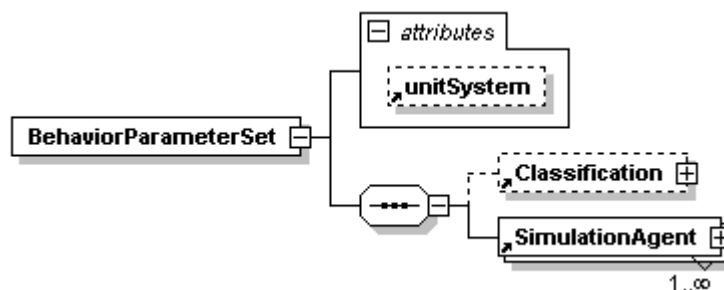 attributes
unitSystem
BehaviorParameterSet
Classification
SimulationAgent
1..∞